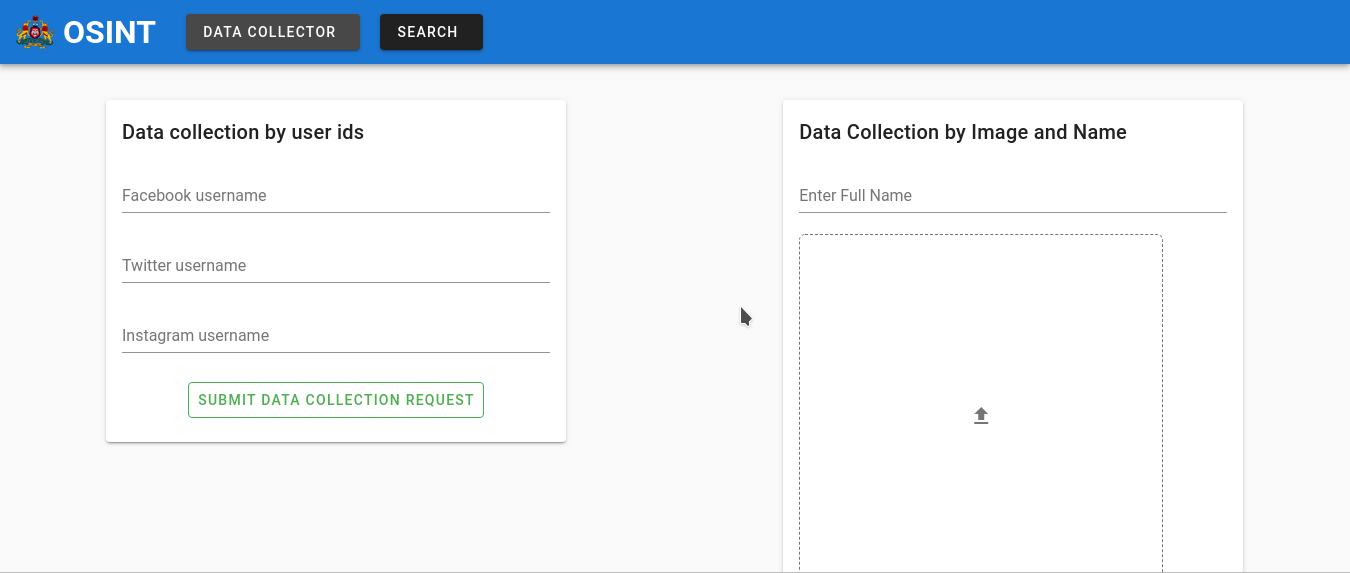 OSINT
DATA COLLECTOR
SEARCH
Data collection by user ids
Facebook username
Twitter username
Instagram username
SUBMIT DATA COLLECTION REQUEST
Data Collection by Image and Name
Enter Full Name